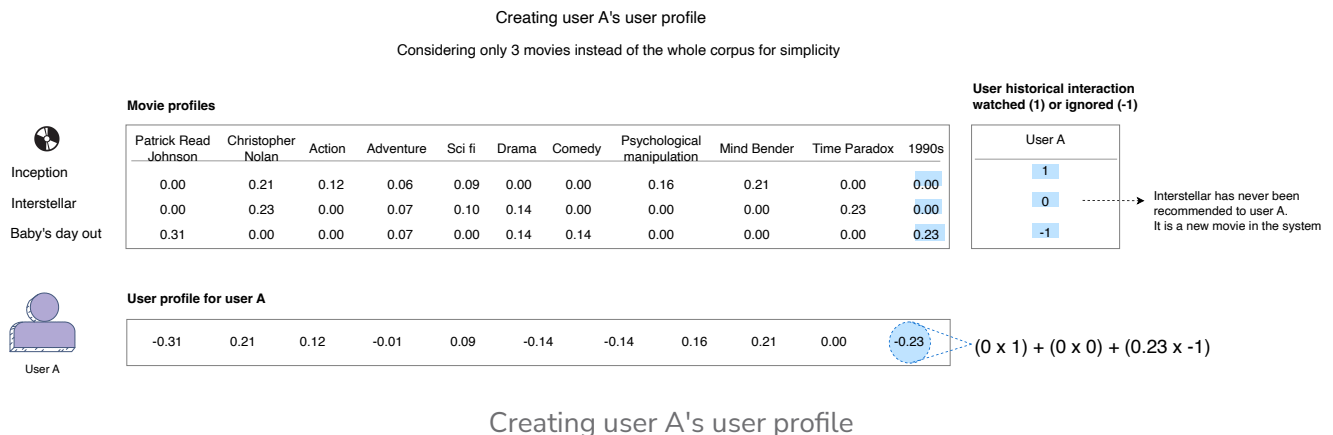 Creating user A's user profile
Considering only 3 movies instead of the whole corpus for simplicity
User historical interaction
watched (1) or ignored (-1)
Movie profiles
Patrick Read Johnson Christopher Nolan Action Adventure Sci fi Drama Comedy Psychological manipulation Mind Bender Time Paradox 1990s
User A
Inception 0.00 0.21 0.12 0.06 0.09 0.00 0.00 0.16 0.21 0.00 0.00 1
Interstellar 0.00 0.23 0.00 0.07 0.10 0.14 0.00 0.00 0.00 0.23 0.00 0
Baby's day out 0.31 0.00 0.00 0.07 0.00 0.14 0.14 0.00 0.00 0.00 0.23 -1
Interstellar has never been
recommended to user A.
It is a new movie in the system
User profile for user A
-0.31 0.21 0.12 -0.01 0.09 -0.14 -0.14 0.16 0.21 0.00 -0.23
(0 x 1) + (0 x 0) + (0.23 x -1)
User A
Creating user A's user profile